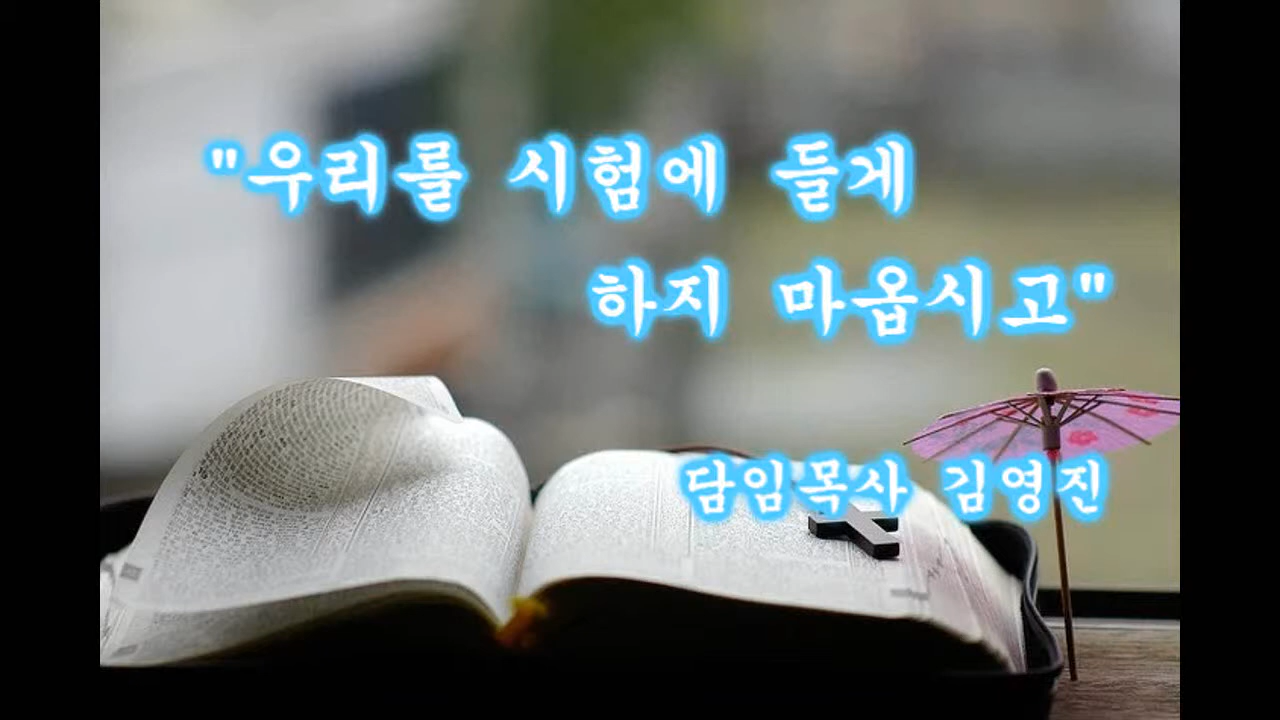 "우리를 시험에 들게
하지 마옵시고"
담임목사 김영진